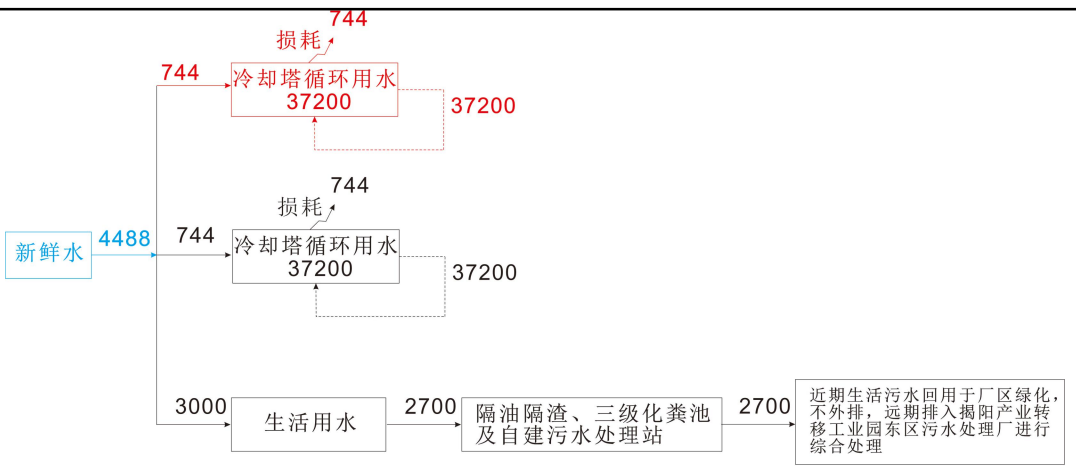 744
损耗
744
冷却塔循环用水
37200
37200
744
损耗
新鲜水
4488
744
冷却塔循环用水
37200
37200
3000
生活用水
2700
隔油隔渣、三级化粪池
及自建污水处理站
2700
近期生活污水回用于厂区绿化，
不外排，远期排入揭阳产业转
移工业园东区污水处理厂进行
综合处理